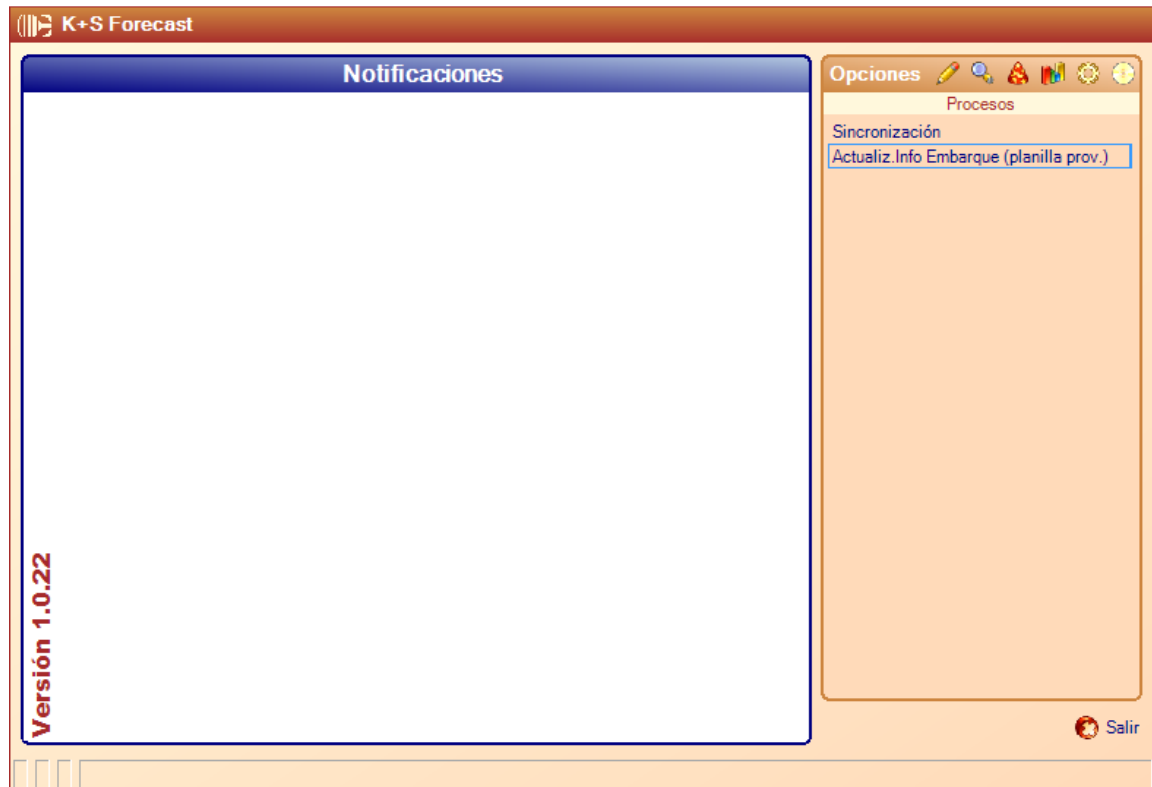 K+S Forecast
Notificaciones
Versión 1.0.22
Opciones
Procesos
Sincronización
Actualiz.Info Embarque (planilla prov.)
Salir